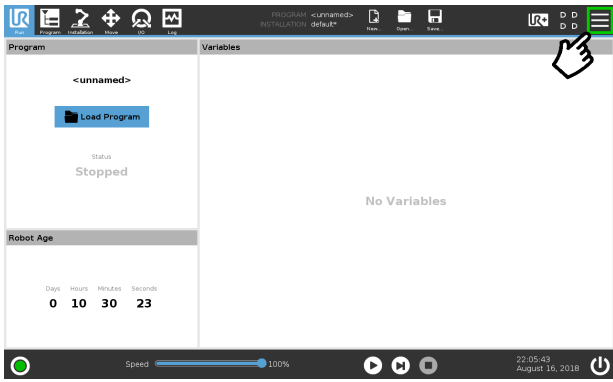 UR
Run
Program
Installation
Move
I/O
Log
PROGRAM <unnamed>
INSTALLATION default*
New...
Open...
Save...
UR+
D D
D D
Program
<unnamed>
Load Program
Status
Stopped
Robot Age
Days Hours Minutes Seconds
0 10 30 23
Variables
No Variables
Speed 100%
22:05:43
August 16, 2018